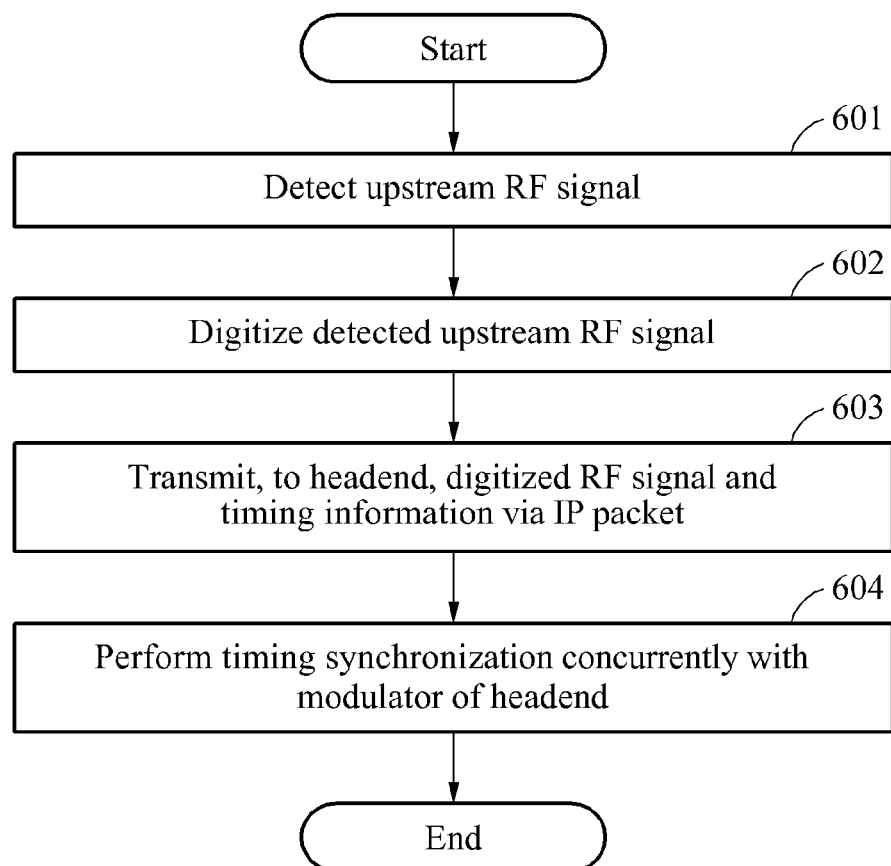 Start
601
Detect upstream RF signal
602
Digitize detected upstream RF signal
603
Transmit, to headend, digitized RF signal and
timing information via IP packet
604
Perform timing synchronization concurrently with
modulator of headend
End